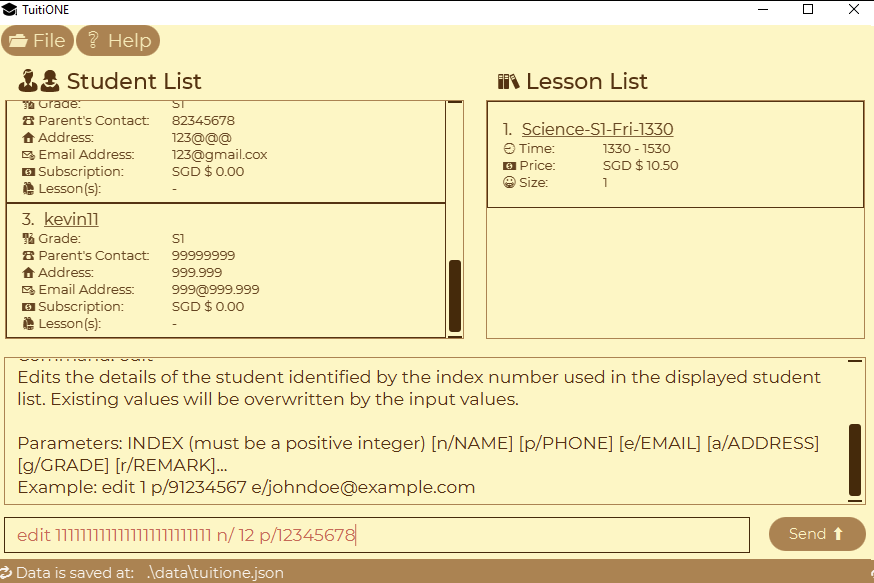 TuitiONE
File Help
Student List
Grade: S1
Parent's Contact: 82345678
Address: 123@@@
Email Address: 123@gmail.cox
Subscription: SGD $ 0.00
Lesson(s): -
3. kevin11
Grade: S1
Parent's Contact: 99999999
Address: 999.999
Email Address: 999@999.999
Subscription: SGD $ 0.00
Lesson(s): -
Lesson List
1. Science-S1-Fri-1330
Time: 1330 - 1530
Price: SGD $ 10.50
Size: 1
Command: edit
Edits the details of the student identified by the index number used in the displayed student
list. Existing values will be overwritten by the input values.
Parameters: INDEX (must be a positive integer) [n/NAME] [p/PHONE] [e/EMAIL] [a/ADDRESS]
[g/GRADE] [r/REMARK]...
Example: edit 1 p/91234567 e/johndoe@example.com
edit 1111111111111111111111111111 n/ 12 p/12345678
Send
Data is saved at: .\data\tuitione.json